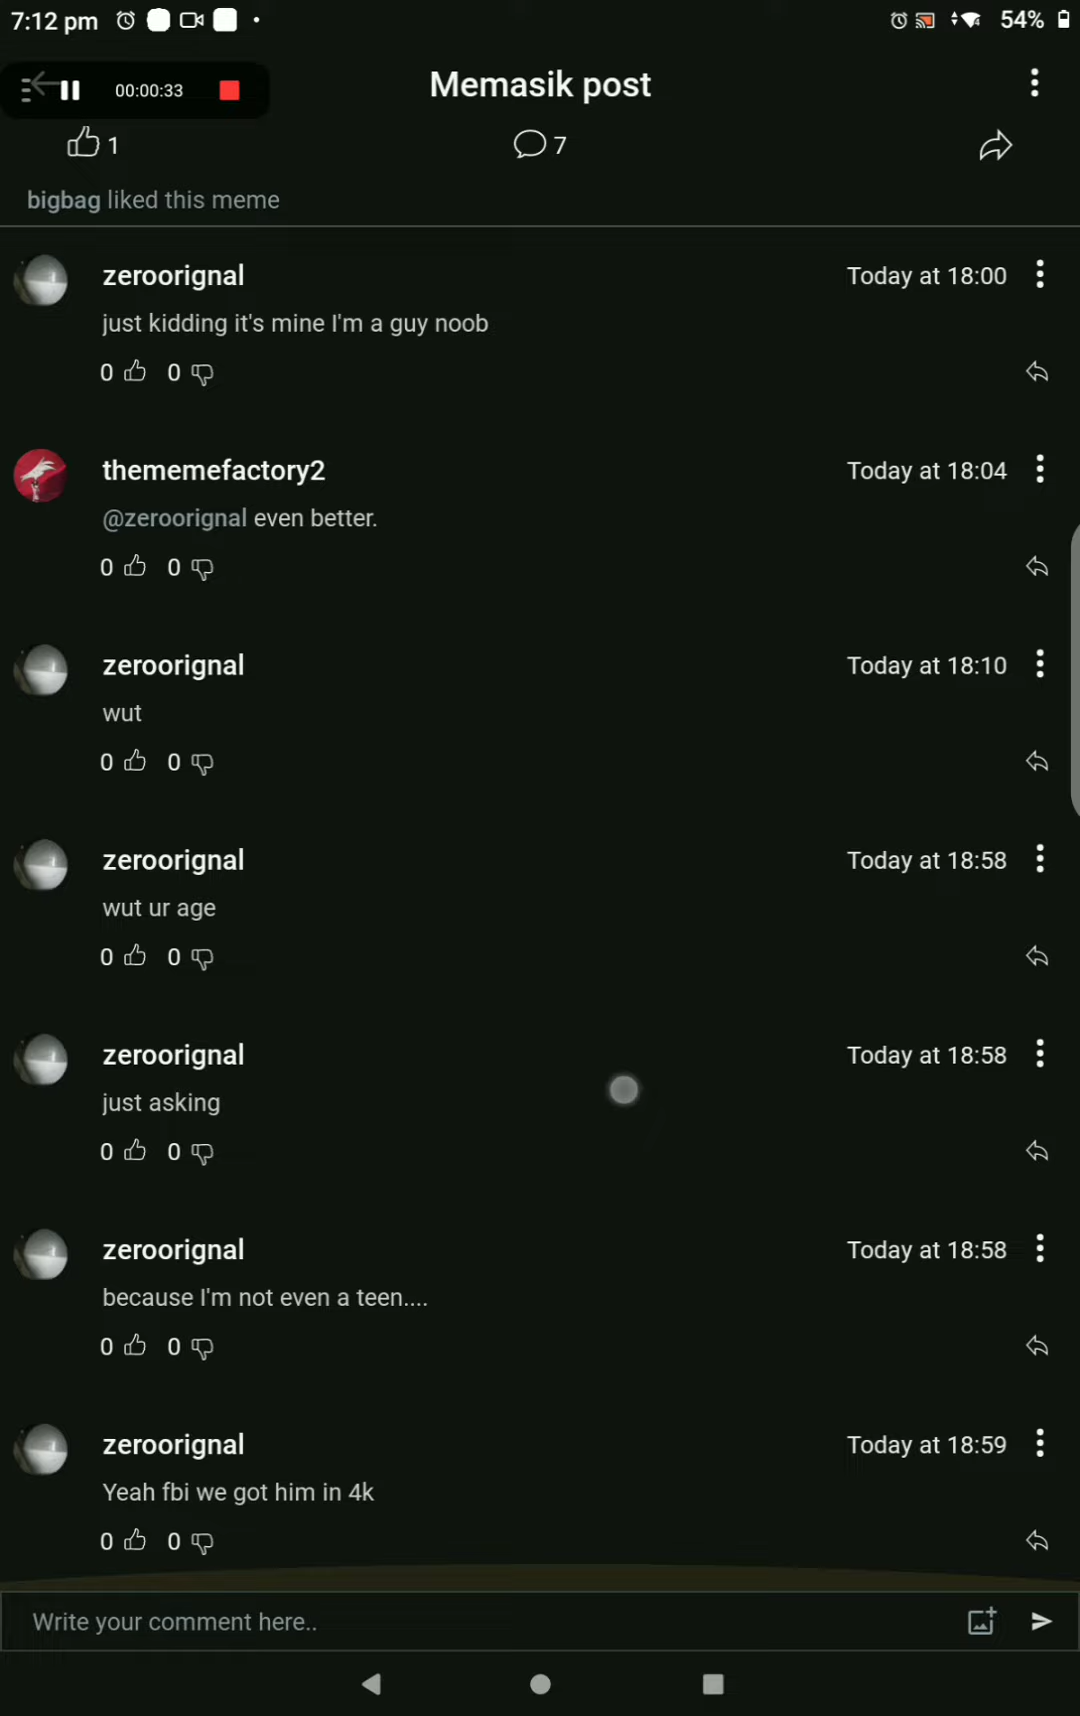 7:12 pm
54%
00:00:33
Memasik post
1
7
bigbag liked this meme
zeroorignal
Today at 18:00
just kidding it's mine I'm a guy noob
0 0
thememefactory2
Today at 18:04
@zeroorignal even better.
0 0
zeroorignal
Today at 18:10
wut
0 0
zeroorignal
Today at 18:58
wut ur age
0 0
zeroorignal
Today at 18:58
just asking
0 0
zeroorignal
Today at 18:58
because I'm not even a teen....
0 0
zeroorignal
Today at 18:59
Yeah fbi we got him in 4k
0 0
Write your comment here..